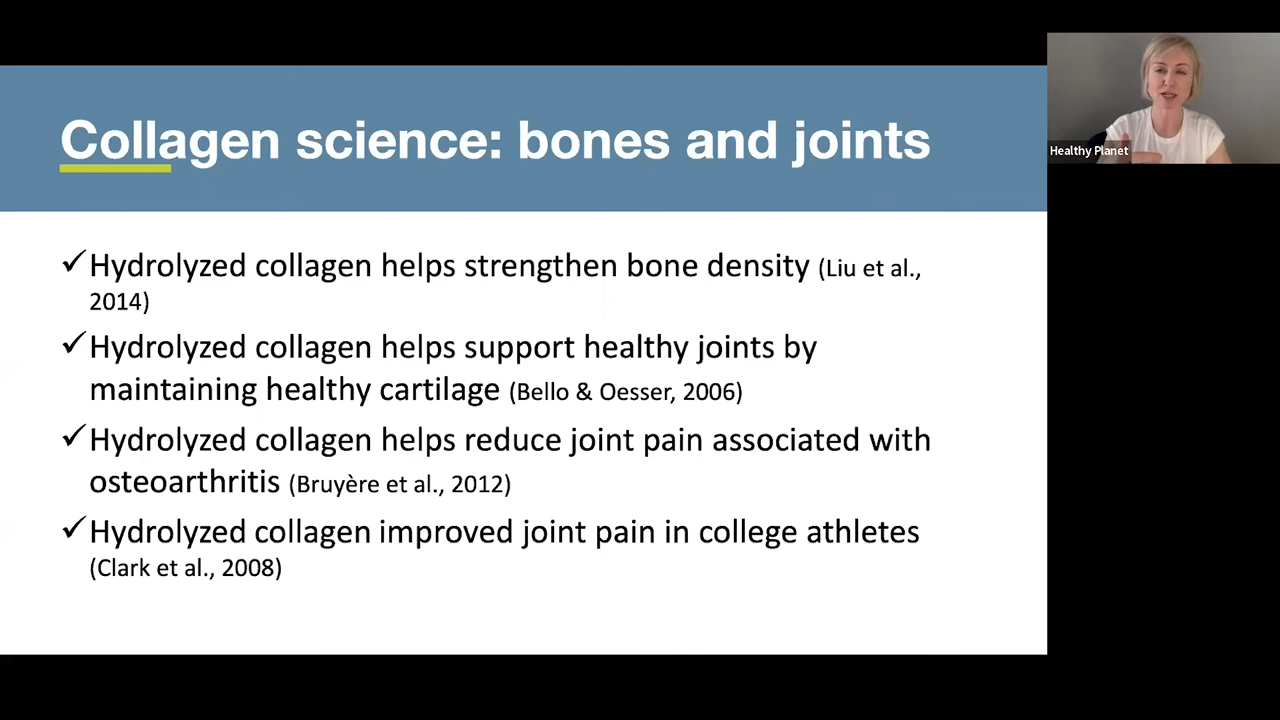 Collagen science: bones and joints
Healthy Planet
✓Hydrolyzed collagen helps strengthen bone density (Liu et al.,
2014)
✓Hydrolyzed collagen helps support healthy joints by
maintaining healthy cartilage (Bello & Oesser, 2006)
✓Hydrolyzed collagen helps reduce joint pain associated with
osteoarthritis (Bruyère et al., 2012)
✓Hydrolyzed collagen improved joint pain in college athletes
(Clark et al., 2008)